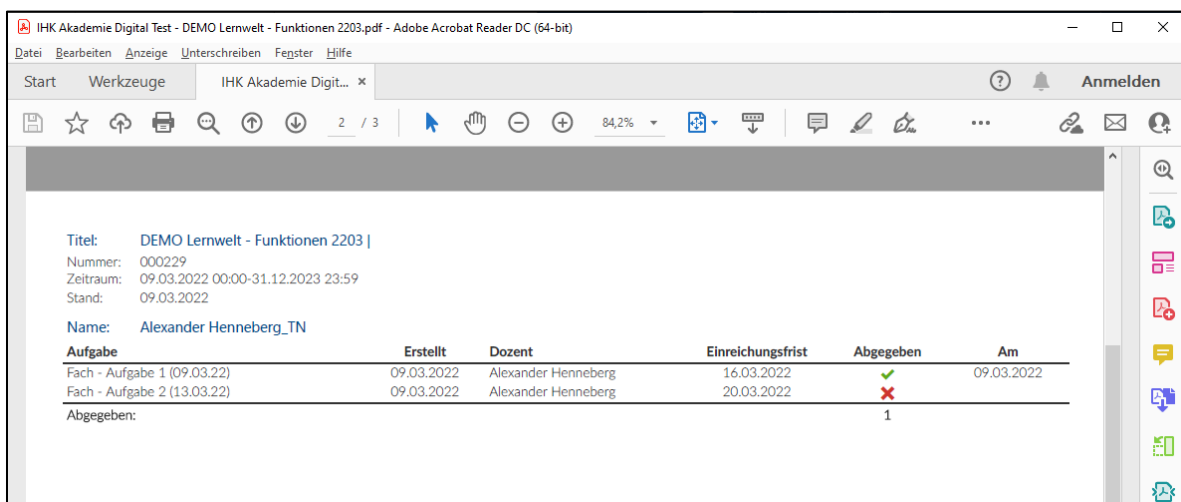 IHK Akademie Digital Test - DEMO Lernwelt - Funktionen 2203.pdf - Adobe Acrobat Reader DC (64-bit)
Datei Bearbeiten Anzeige Unterschreiben Fenster Hilfe
Start Werkzeuge IHK Akademie Digit... × Anmelden
2 / 3 84,2%
Titel: DEMO Lernwelt - Funktionen 2203 |
Nummer: 000229
Zeitraum: 09.03.2022 00:00-31.12.2023 23:59
Stand: 09.03.2022
Name: Alexander Henneberg_TN
Aufgabe Erstellt Dozent Einreichungsfrist Abgegeben Am
Fach - Aufgabe 1 (09.03.22) 09.03.2022 Alexander Henneberg 16.03.2022 ✔ 09.03.2022
Fach - Aufgabe 2 (13.03.22) 09.03.2022 Alexander Henneberg 20.03.2022 ✖
Abgegeben: 1